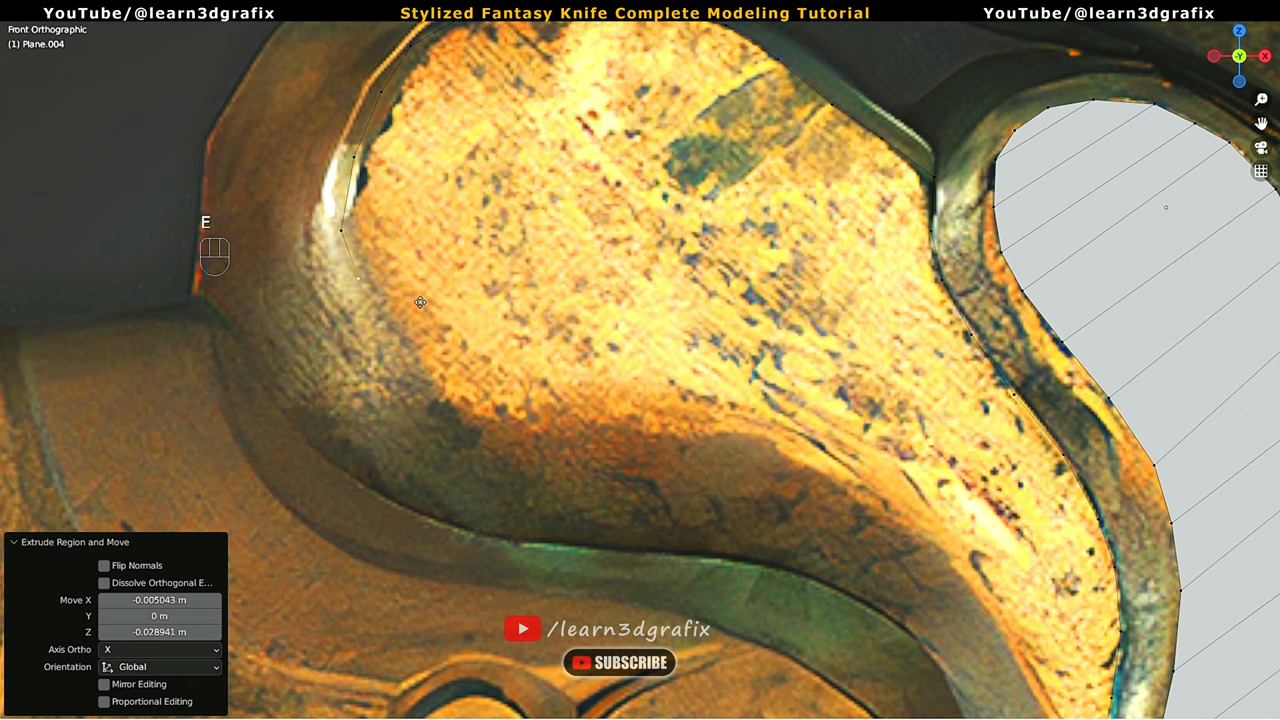 YouTube/@learn3dgrafix
Stylized Fantasy Knife Complete Modeling Tutorial
YouTube/@learn3dgrafix
Front Orthographic
(1) Plane.004
Z
Y
X
E
Extrude Region and Move
Flip Normals
Dissolve Orthogonal E...
Move X -0.005043 m
Y 0 m
Z -0.028941 m
Axis Ortho X
Orientation Global
Mirror Editing
Proportional Editing
/learn3dgrafix
SUBSCRIBE